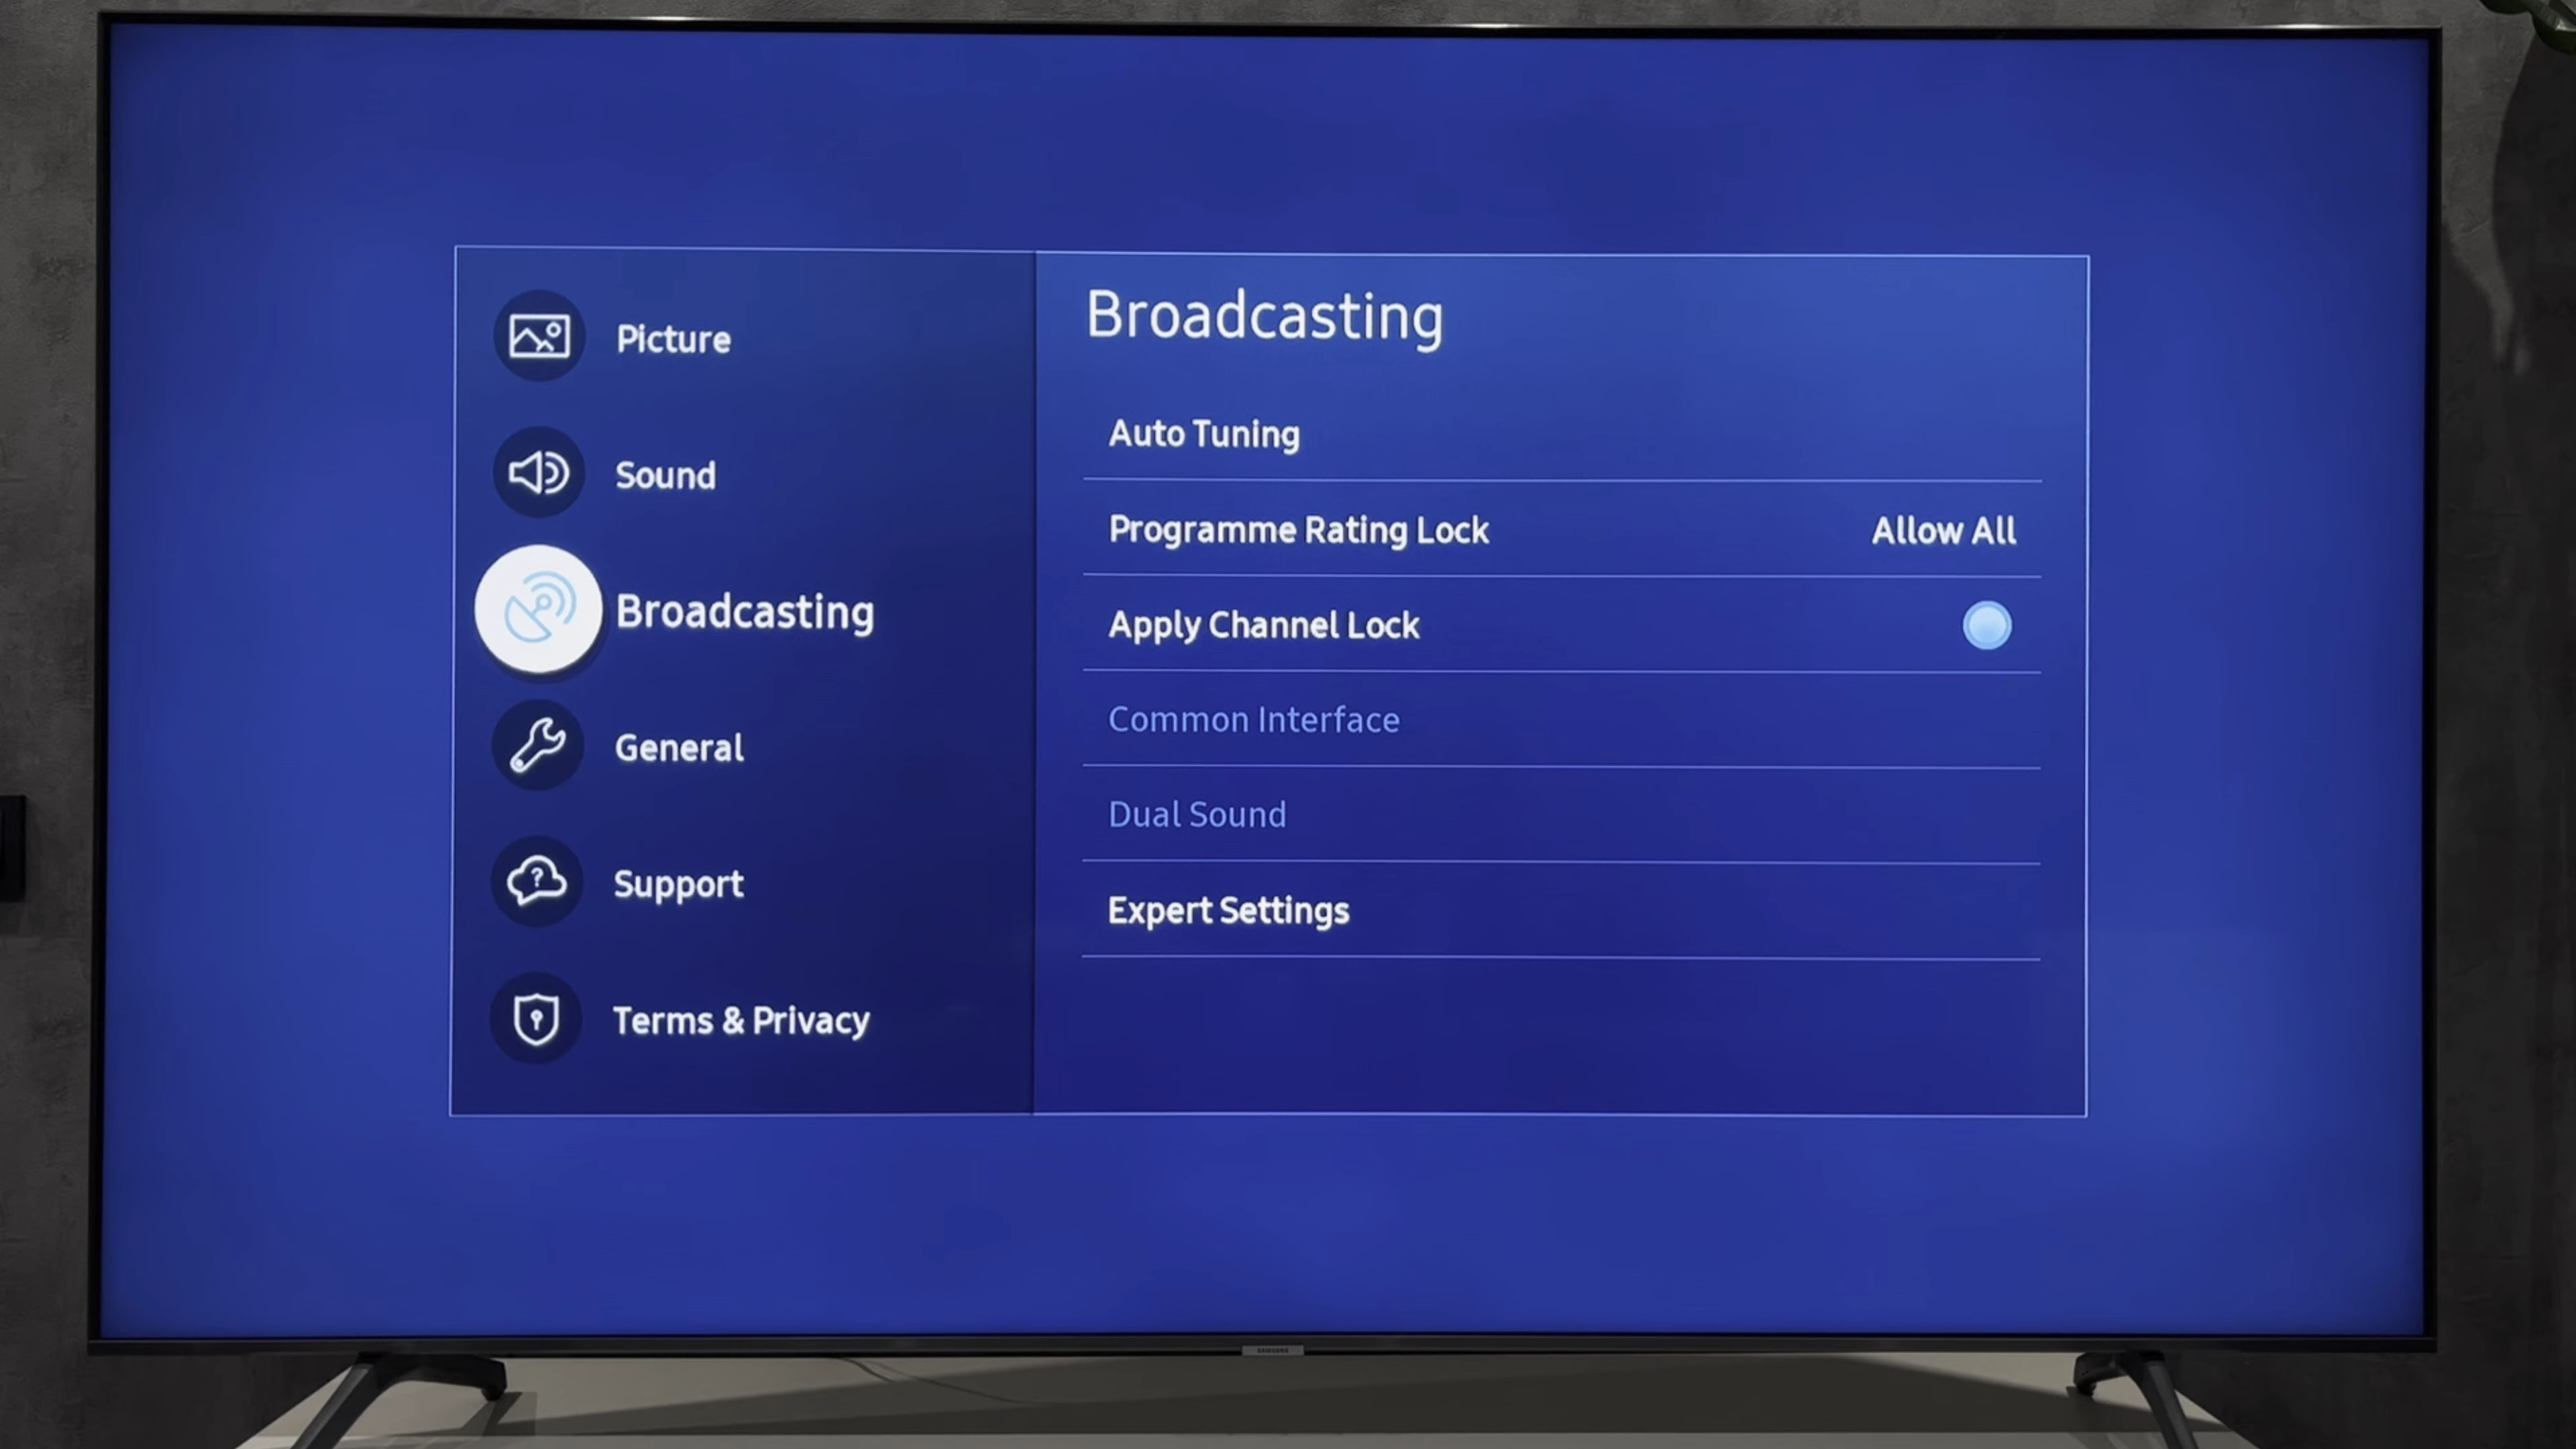 Picture
Sound
Broadcasting
General
Support
Terms & Privacy
Broadcasting
Auto Tuning
Programme Rating Lock Allow All
Apply Channel Lock
Common Interface
Dual Sound
Expert Settings
SAMSUNG